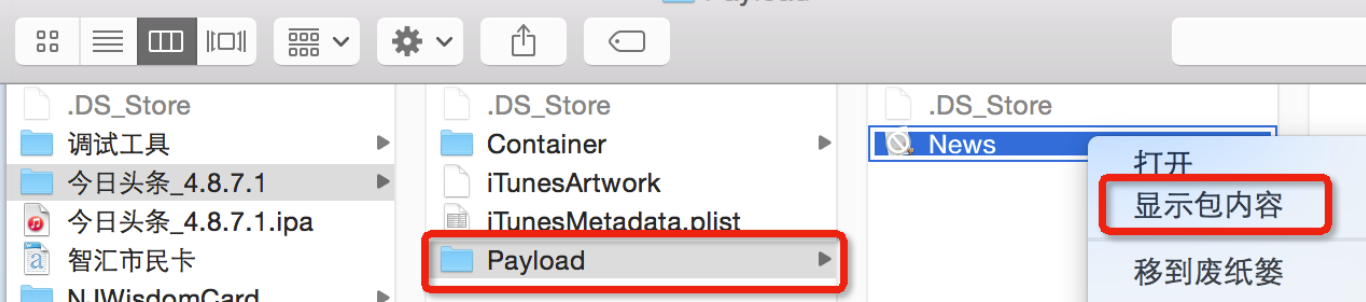 Payload
.DS_Store
调试工具
今日头条_4.8.7.1
今日头条_4.8.7.1.ipa
智汇市民卡
NJWisdomCard
.DS_Store
Container
iTunesArtwork
iTunesMetadata.plist
Payload
.DS_Store
News
打开
显示包内容
移到废纸篓